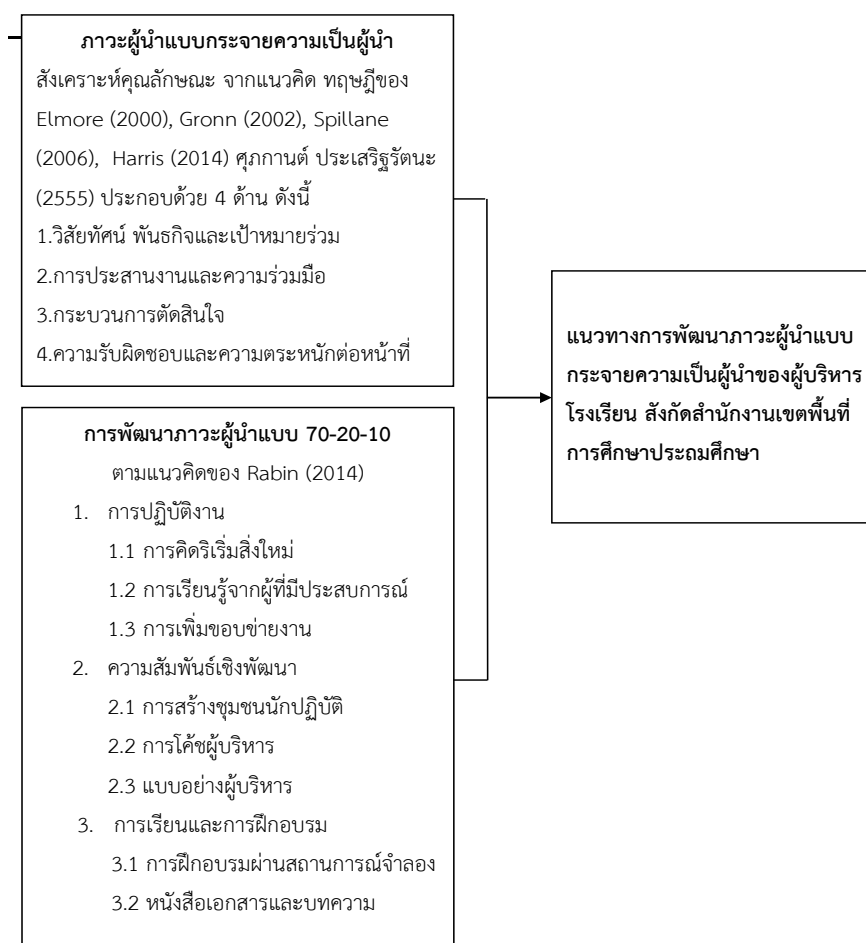 ภาวะผู้นำแบบกระจายความเป็นผู้นำ
สังเคราะห์คุณลักษณะ จากแนวคิด ทฤษฎีของ
Elmore (2000), Gronn (2002), Spillane
(2006), Harris (2014) ศุภกานต์ ประเสริฐรัตนะ
(2555) ประกอบด้วย 4 ด้าน ดังนี้
1.วิสัยทัศน์ พันธกิจและเป้าหมายร่วม
2.การประสานงานและความร่วมมือ
3.กระบวนการตัดสินใจ
4.ความรับผิดชอบและความตระหนักต่อหน้าที่
การพัฒนาภาวะผู้นำแบบ 70-20-10
ตามแนวคิดของ Rabin (2014)
1. การปฏิบัติงาน
1.1 การคิดริเริ่มสิ่งใหม่
1.2 การเรียนรู้จากผู้ที่มีประสบการณ์
1.3 การเพิ่มขอบข่ายงาน
2. ความสัมพันธ์เชิงพัฒนา
2.1 การสร้างชุมชนนักปฏิบัติ
2.2 การโค้ชผู้บริหาร
2.3 แบบอย่างผู้บริหาร
3. การเรียนและการฝึกอบรม
3.1 การฝึกอบรมผ่านสถานการณ์จำลอง
3.2 หนังสือเอกสารและบทความ
แนวทางการพัฒนาภาวะผู้นำแบบ
กระจายความเป็นผู้นำของผู้บริหาร
โรงเรียน สังกัดสำนักงานเขตพื้นที่
การศึกษาประถมศึกษา